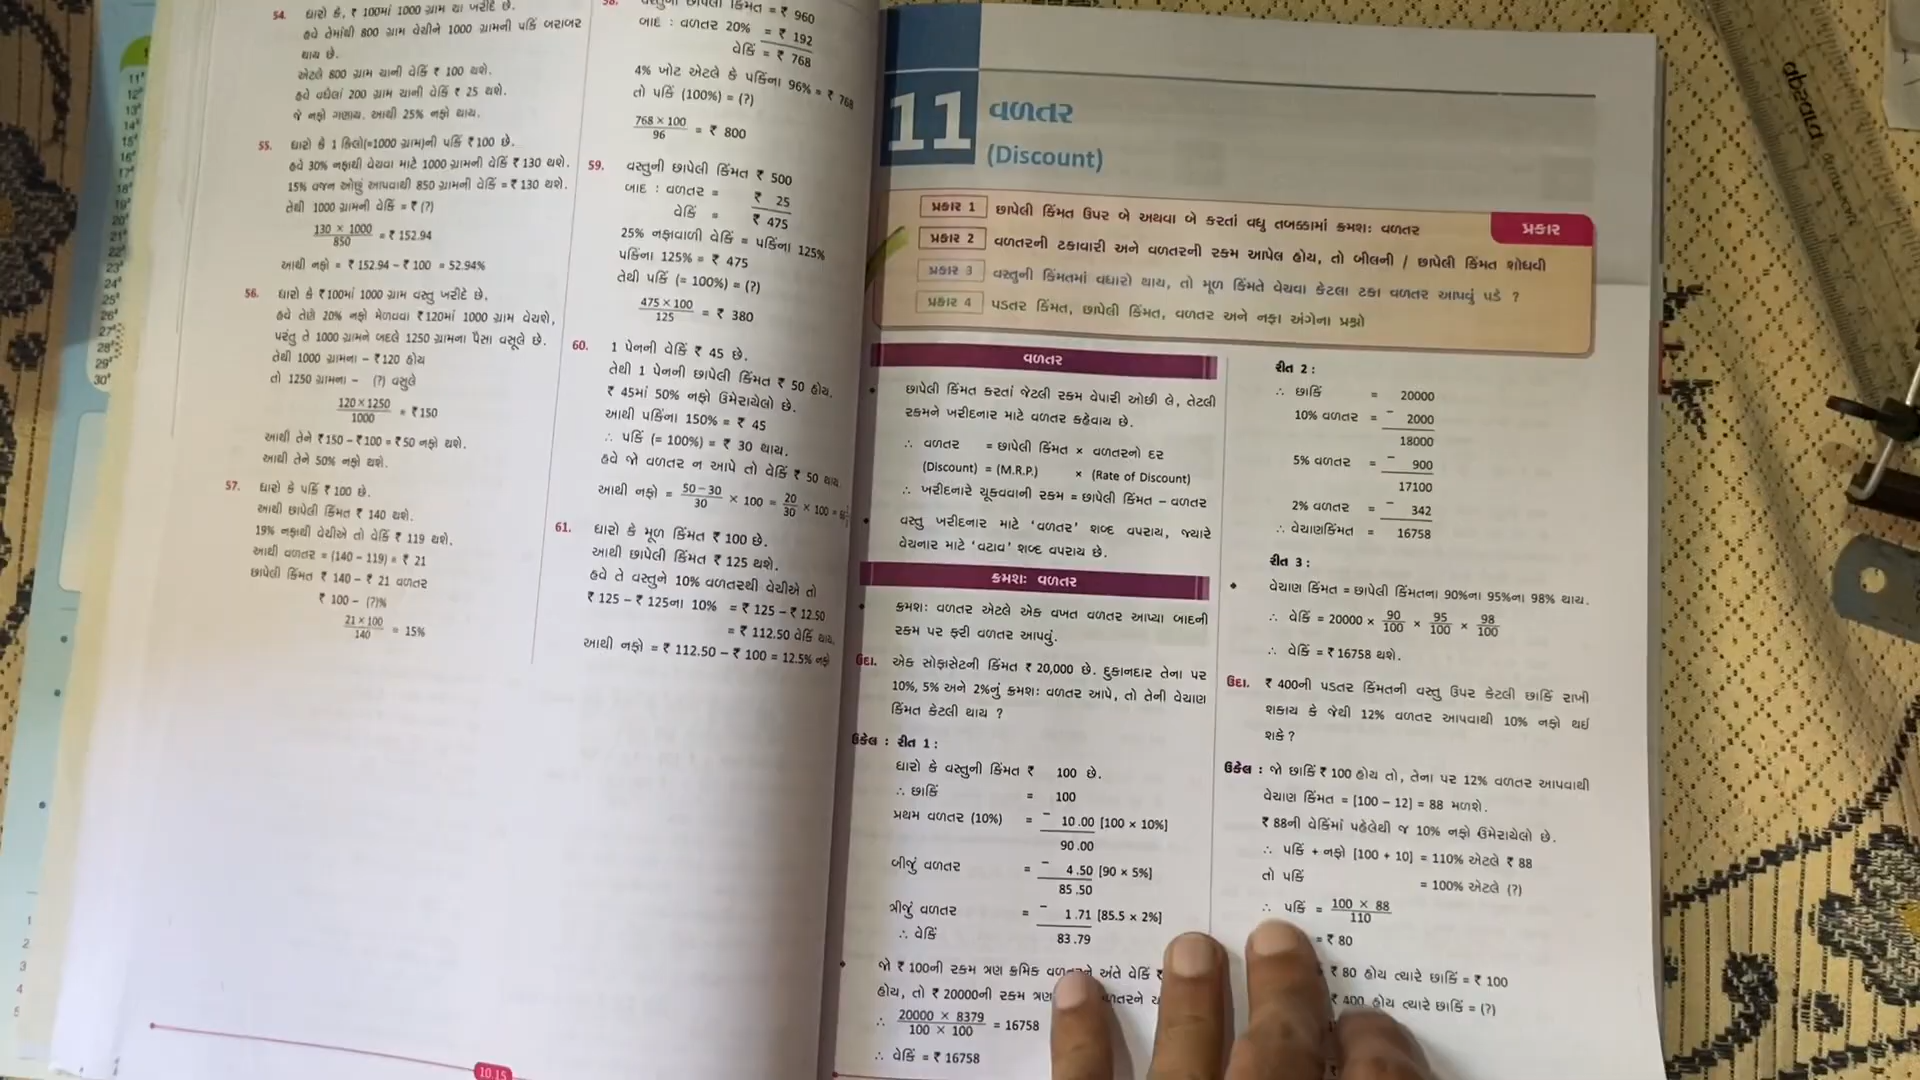 54. ધારો કે, ₹ 100માં 1000 ગ્રામ ચા ખરીદે છે.
હવે તેમાંથી 800 ગ્રામ વેચીને 1000 ગ્રામની પકિં બરાબર
થાય છે.
એટલે 800 ગ્રામ ચાની વેકિં ₹ 100 થશે.
હવે વધેલાં 200 ગ્રામ ચાની વેકિં ₹ 25 થશે.
જે નફો ગણાય. આથી 25% નફો થાય.
55. ધારો કે 1 કિલો(=1000 ગ્રામ)ની પકિં ₹ 100 છે.
હવે 30% નફાથી વેચવા માટે 1000 ગ્રામની વેકિં ₹ 130 થશે.
15% વજન ઓછું આપવાથી 850 ગ્રામની વેકિં = ₹ 130 થશે.
તેથી 1000 ગ્રામની વેકિં = ₹ (?)
130 × 1000 / 850 = ₹ 152.94
આથી નફો = ₹ 152.94 – ₹ 100 = 52.94%
56. ધારો કે ₹ 100માં 1000 ગ્રામ વસ્તુ ખરીદે છે.
હવે તેણે 20% નફો મેળવવા ₹ 120માં 1000 ગ્રામ વેચશે,
પરંતુ તે 1000 ગ્રામને બદલે 1250 ગ્રામના પૈસા વસૂલે છે.
તેથી 1000 ગ્રામના – ₹ 120 હોય
તો 1250 ગ્રામના – (?) વસુલે
120 × 1250 / 1000 = ₹ 150
આથી તેને ₹ 150 – ₹ 100 = ₹ 50 નફો થશે.
આથી તેને 50% નફો થશે.
57. ધારો કે પકિં ₹ 100 છે.
આથી છાપેલી કિંમત ₹ 140 થશે.
19% નફાથી વેચીએ તો વેકિં ₹ 119 થશે.
આથી વળતર = (140 – 119) = ₹ 21
છાપેલી કિંમત ₹ 140 – ₹ 21 વળતર
₹ 100 – (?)%
21 × 100 / 140 = 15%
10.15
58. વસ્તુની છાપેલી કિંમત = ₹ 960
બાદ : વળતર 20% = ₹ 192
વેકિં = ₹ 768
4% ખોટ એટલે કે પકિંના 96% = ₹ 768
તો પકિં (100%) = (?)
768 × 100 / 96 = ₹ 800
59. વસ્તુની છાપેલી કિંમત ₹ 500
બાદ : વળતર = ₹ 25
વેકિં = ₹ 475
25% નફાવાળી વેકિં = પકિંના 125%
પકિંના 125% = ₹ 475
તેથી પકિં (= 100%) = (?)
475 × 100 / 125 = ₹ 380
60. 1 પેનની વેકિં ₹ 45 છે.
તેથી 1 પેનની છાપેલી કિંમત ₹ 50 હોય.
₹ 45માં 50% નફો ઉમેરાયેલો છે.
આથી પકિંના 150% = ₹ 45
∴ પકિં (= 100%) = ₹ 30 થાય.
હવે જો વળતર ન આપે તો વેકિં ₹ 50 થાય.
આથી નફો = 50 – 30 / 30 × 100 = 20 / 30 × 100 =
61. ધારો કે મૂળ કિંમત ₹ 100 છે.
આથી છાપેલી કિંમત ₹ 125 થશે.
હવે તે વસ્તુને 10% વળતરથી વેચીએ તો
₹ 125 – ₹ 125ના 10% = ₹ 125 – ₹ 12.50
= ₹ 112.50 વેકિં થાય.
આથી નફો = ₹ 112.50 – ₹ 100 = 12.5% નફો
11 વળતર
(Discount)
પ્રકાર
પ્રકાર 1 છાપેલી કિંમત ઉપર બે અથવા બે કરતાં વધુ તબક્કામાં ક્રમશઃ વળતર
પ્રકાર 2 વળતરની ટકાવારી અને વળતરની રકમ આપેલ હોય, તો બીલની / છાપેલી કિંમત શોધવી
પ્રકાર 3 વસ્તુની કિંમતમાં વધારો થાય, તો મૂળ કિંમતે વેચવા કેટલા ટકા વળતર આપવું પડે ?
પ્રકાર 4 પડતર કિંમત, છાપેલી કિંમત, વળતર અને નફા અંગેના પ્રશ્નો
વળતર
• છાપેલી કિંમત કરતાં જેટલી રકમ વેપારી ઓછી લે, તેટલી
રકમને ખરીદનાર માટે વળતર કહેવાય છે.
∴ વળતર = છાપેલી કિંમત × વળતરનો દર
(Discount) = (M.R.P.) × (Rate of Discount)
∴ ખરીદનારે ચૂકવવાની રકમ = છાપેલી કિંમત – વળતર
• વસ્તુ ખરીદનાર માટે ‘વળતર’ શબ્દ વપરાય, જ્યારે
વેચનાર માટે ‘વટાવ’ શબ્દ વપરાય છે.
ક્રમશઃ વળતર
• ક્રમશઃ વળતર એટલે એક વખત વળતર આપ્યા બાદની
રકમ પર ફરી વળતર આપવું.
ઉદા. એક સોફાસેટની કિંમત ₹ 20,000 છે. દુકાનદાર તેના પર
10%, 5% અને 2%નું ક્રમશઃ વળતર આપે, તો તેની વેચાણ
કિંમત કેટલી થાય ?
ઉકેલ : રીત 1 :
ધારો કે વસ્તુની કિંમત ₹ 100 છે.
∴ છાકિં = 100
પ્રથમ વળતર (10%) = – 10.00 [100 × 10%]
90.00
બીજું વળતર = – 4.50 [90 × 5%]
85.50
ત્રીજું વળતર = – 1.71 [85.5 × 2%]
∴ વેકિં 83.79
• જો ₹ 100ની રકમ ત્રણ ક્રમિક અંતે વેકિં ₹
હોય, તો ₹ 20000ની રકમ ત્રણ
∴ 20000 × 8379 / 100 × 100 = 16758
∴ વેકિં = ₹ 16758
રીત 2 :
∴ છાકિં = 20000
10% વળતર = – 2000
18000
5% વળતર = – 900
17100
2% વળતર = – 342
∴ વેચાણકિંમત = 16758
રીત 3 :
• વેચાણ કિંમત = છાપેલી કિંમતના 90%ના 95%ના 98% થાય.
∴ વેકિં = 20000 × 90 / 100 × 95 / 100 × 98 / 100
∴ વેકિં = ₹ 16758 થશે.
ઉદા. ₹ 400ની પડતર કિંમતની વસ્તુ ઉપર કેટલી છાકિં રાખી
શકાય કે જેથી 12% વળતર આપવાથી 10% નફો થઈ
શકે ?
ઉકેલ : જો છાકિં ₹ 100 હોય તો, તેના પર 12% વળતર આપવાથી
વેચાણ કિંમત = [100 – 12] = 88 મળશે.
₹ 88ની વેકિંમાં પહેલેથી જ 10% નફો ઉમેરાયેલો છે.
∴ પકિં + નફો [100 + 10] = 110% એટલે ₹ 88
તો પકિં = 100% એટલે (?)
∴ પકિં = 100 × 88 / 110
= ₹ 80
₹ 80 હોય ત્યારે છાકિં = ₹ 100
₹ 400 હોય ત્યારે છાકિં = (?)